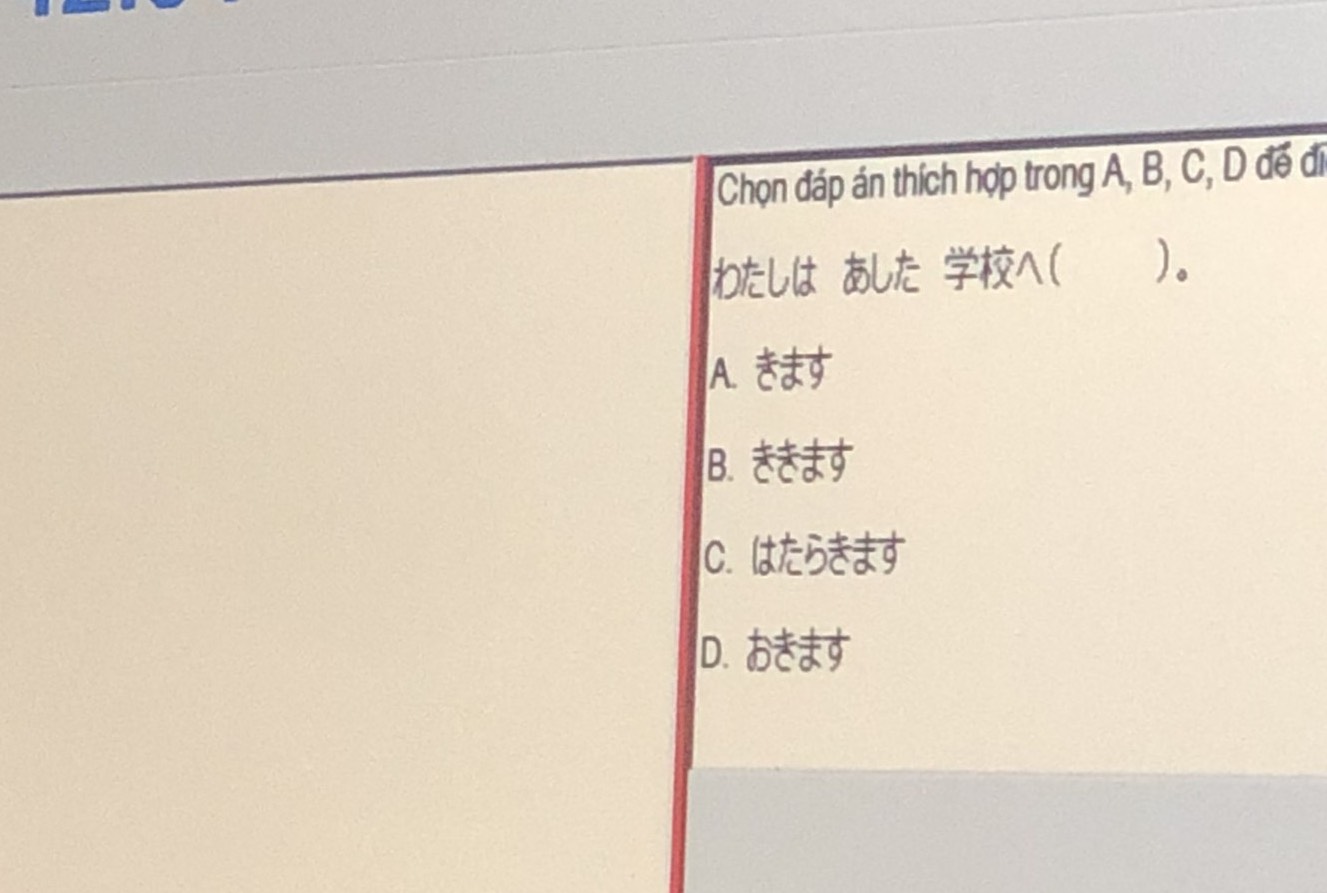 Chọn đáp án thích hợp trong A, B, C, D để
わたしは あした 学校へ( )。
A. きます
B. ききます
C. はたらきます
D. おきます